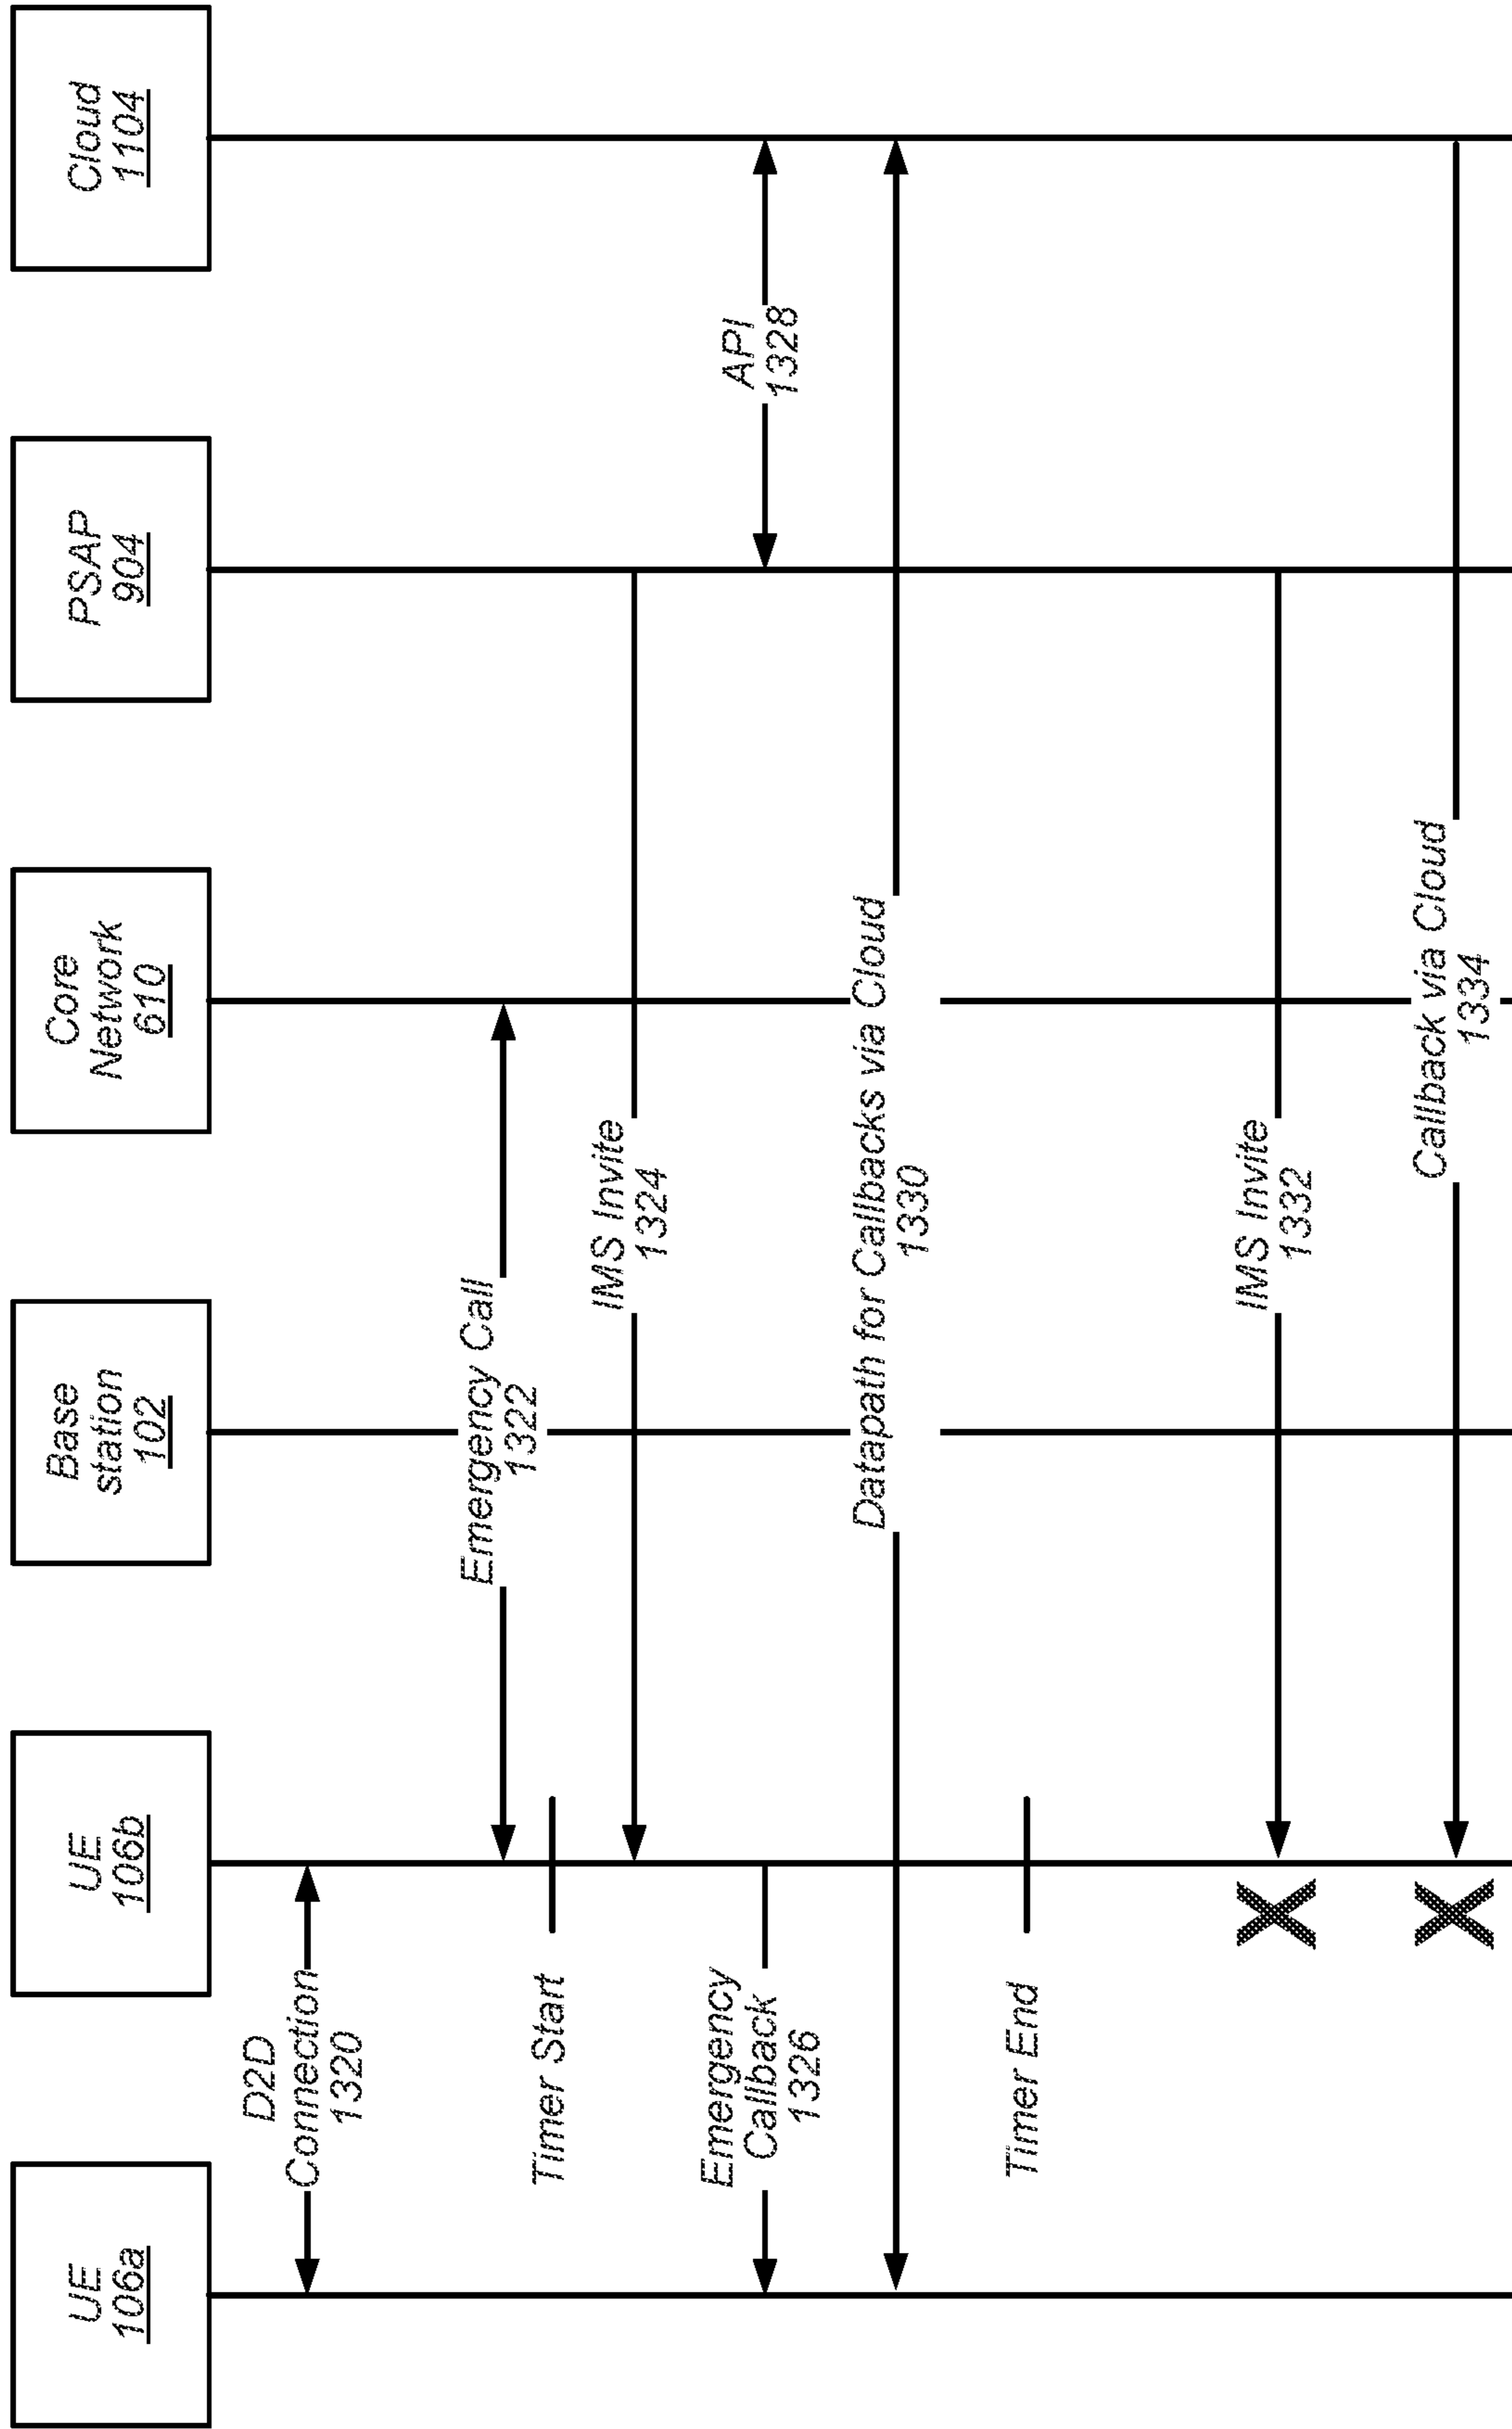 UE
106a
UE
106b
Base
station
102
Core
Network
610
PSAP
904
Cloud
1104
D2D
Connection
1320
Emergency Call
1322
Timer Start
IMS Invite
1324
Emergency
Callback
1326
API
1328
Datapath for Callbacks via Cloud
1330
Timer End
IMS Invite
1332
Callback via Cloud
1334